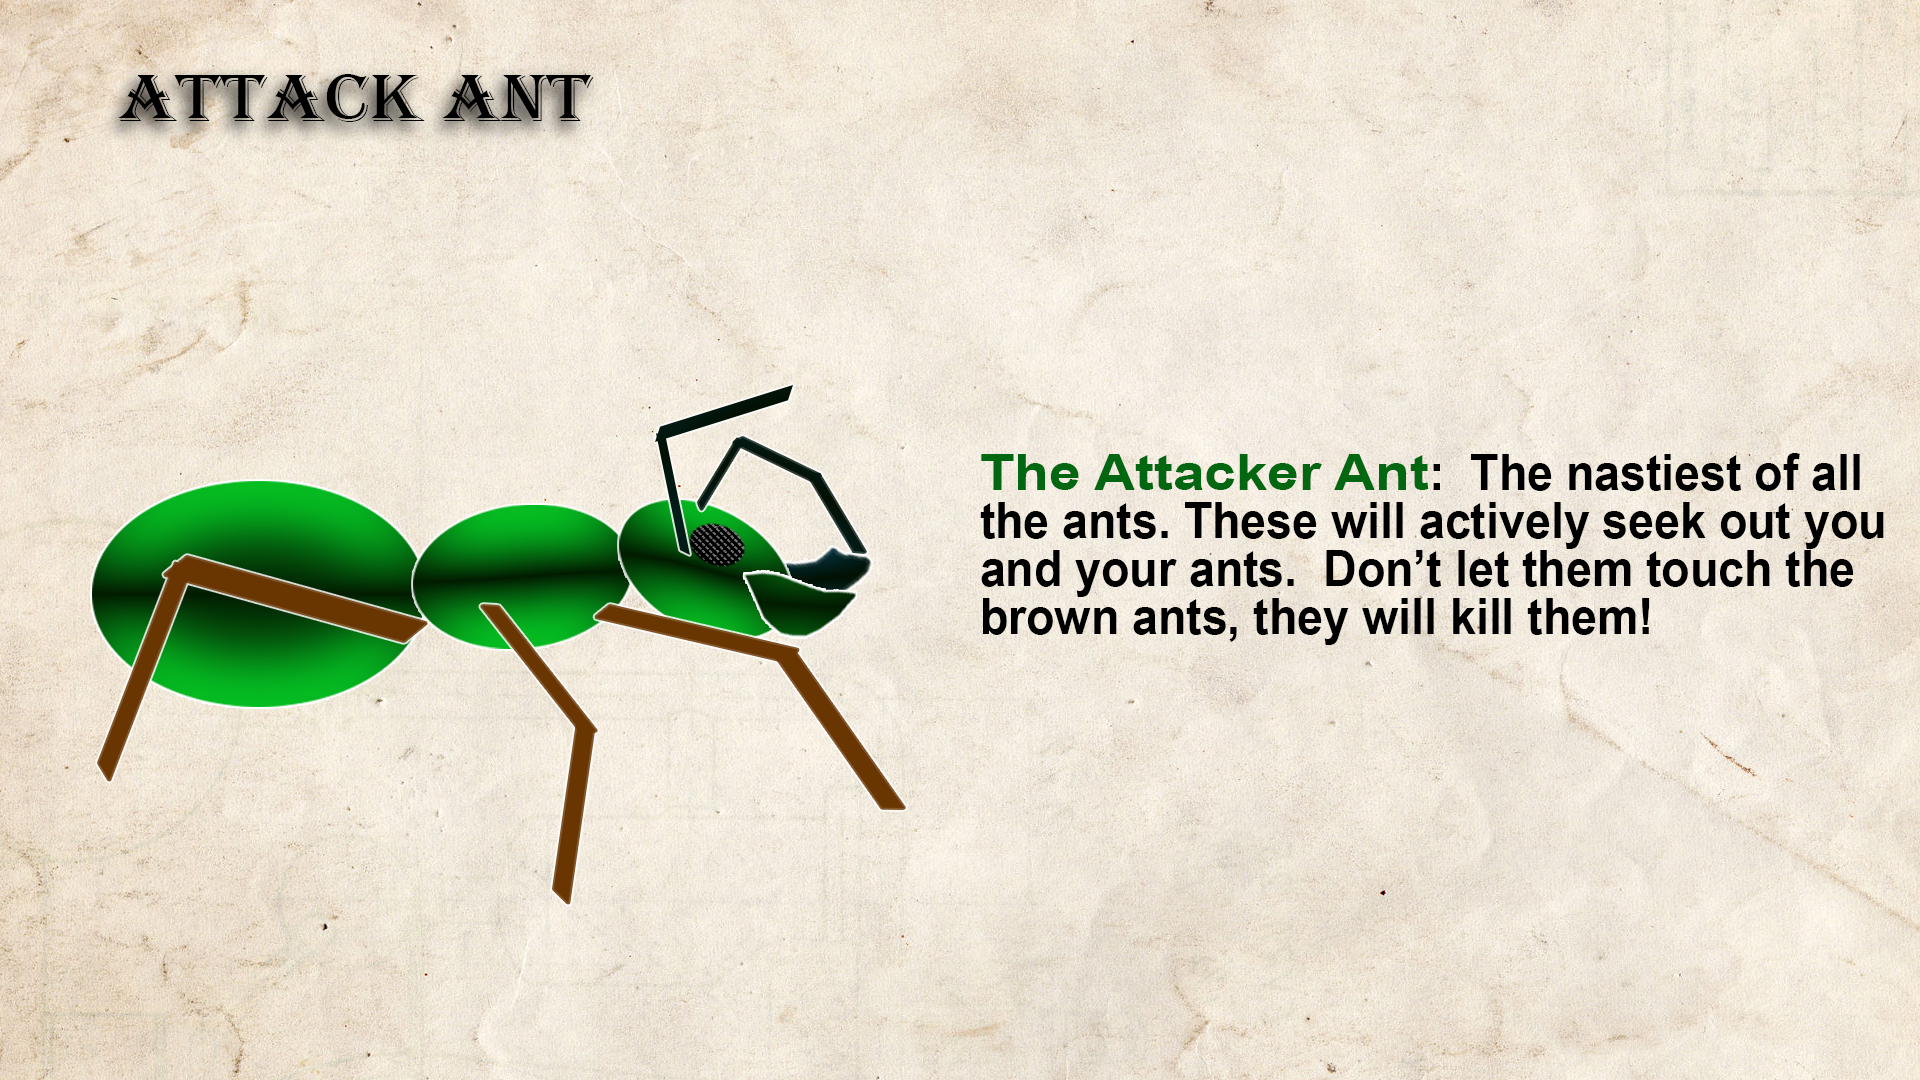 ATTACK ANT
The Attacker Ant:  The nastiest of all
the ants. These will actively seek out you
and your ants.  Don’t let them touch the
brown ants, they will kill them!